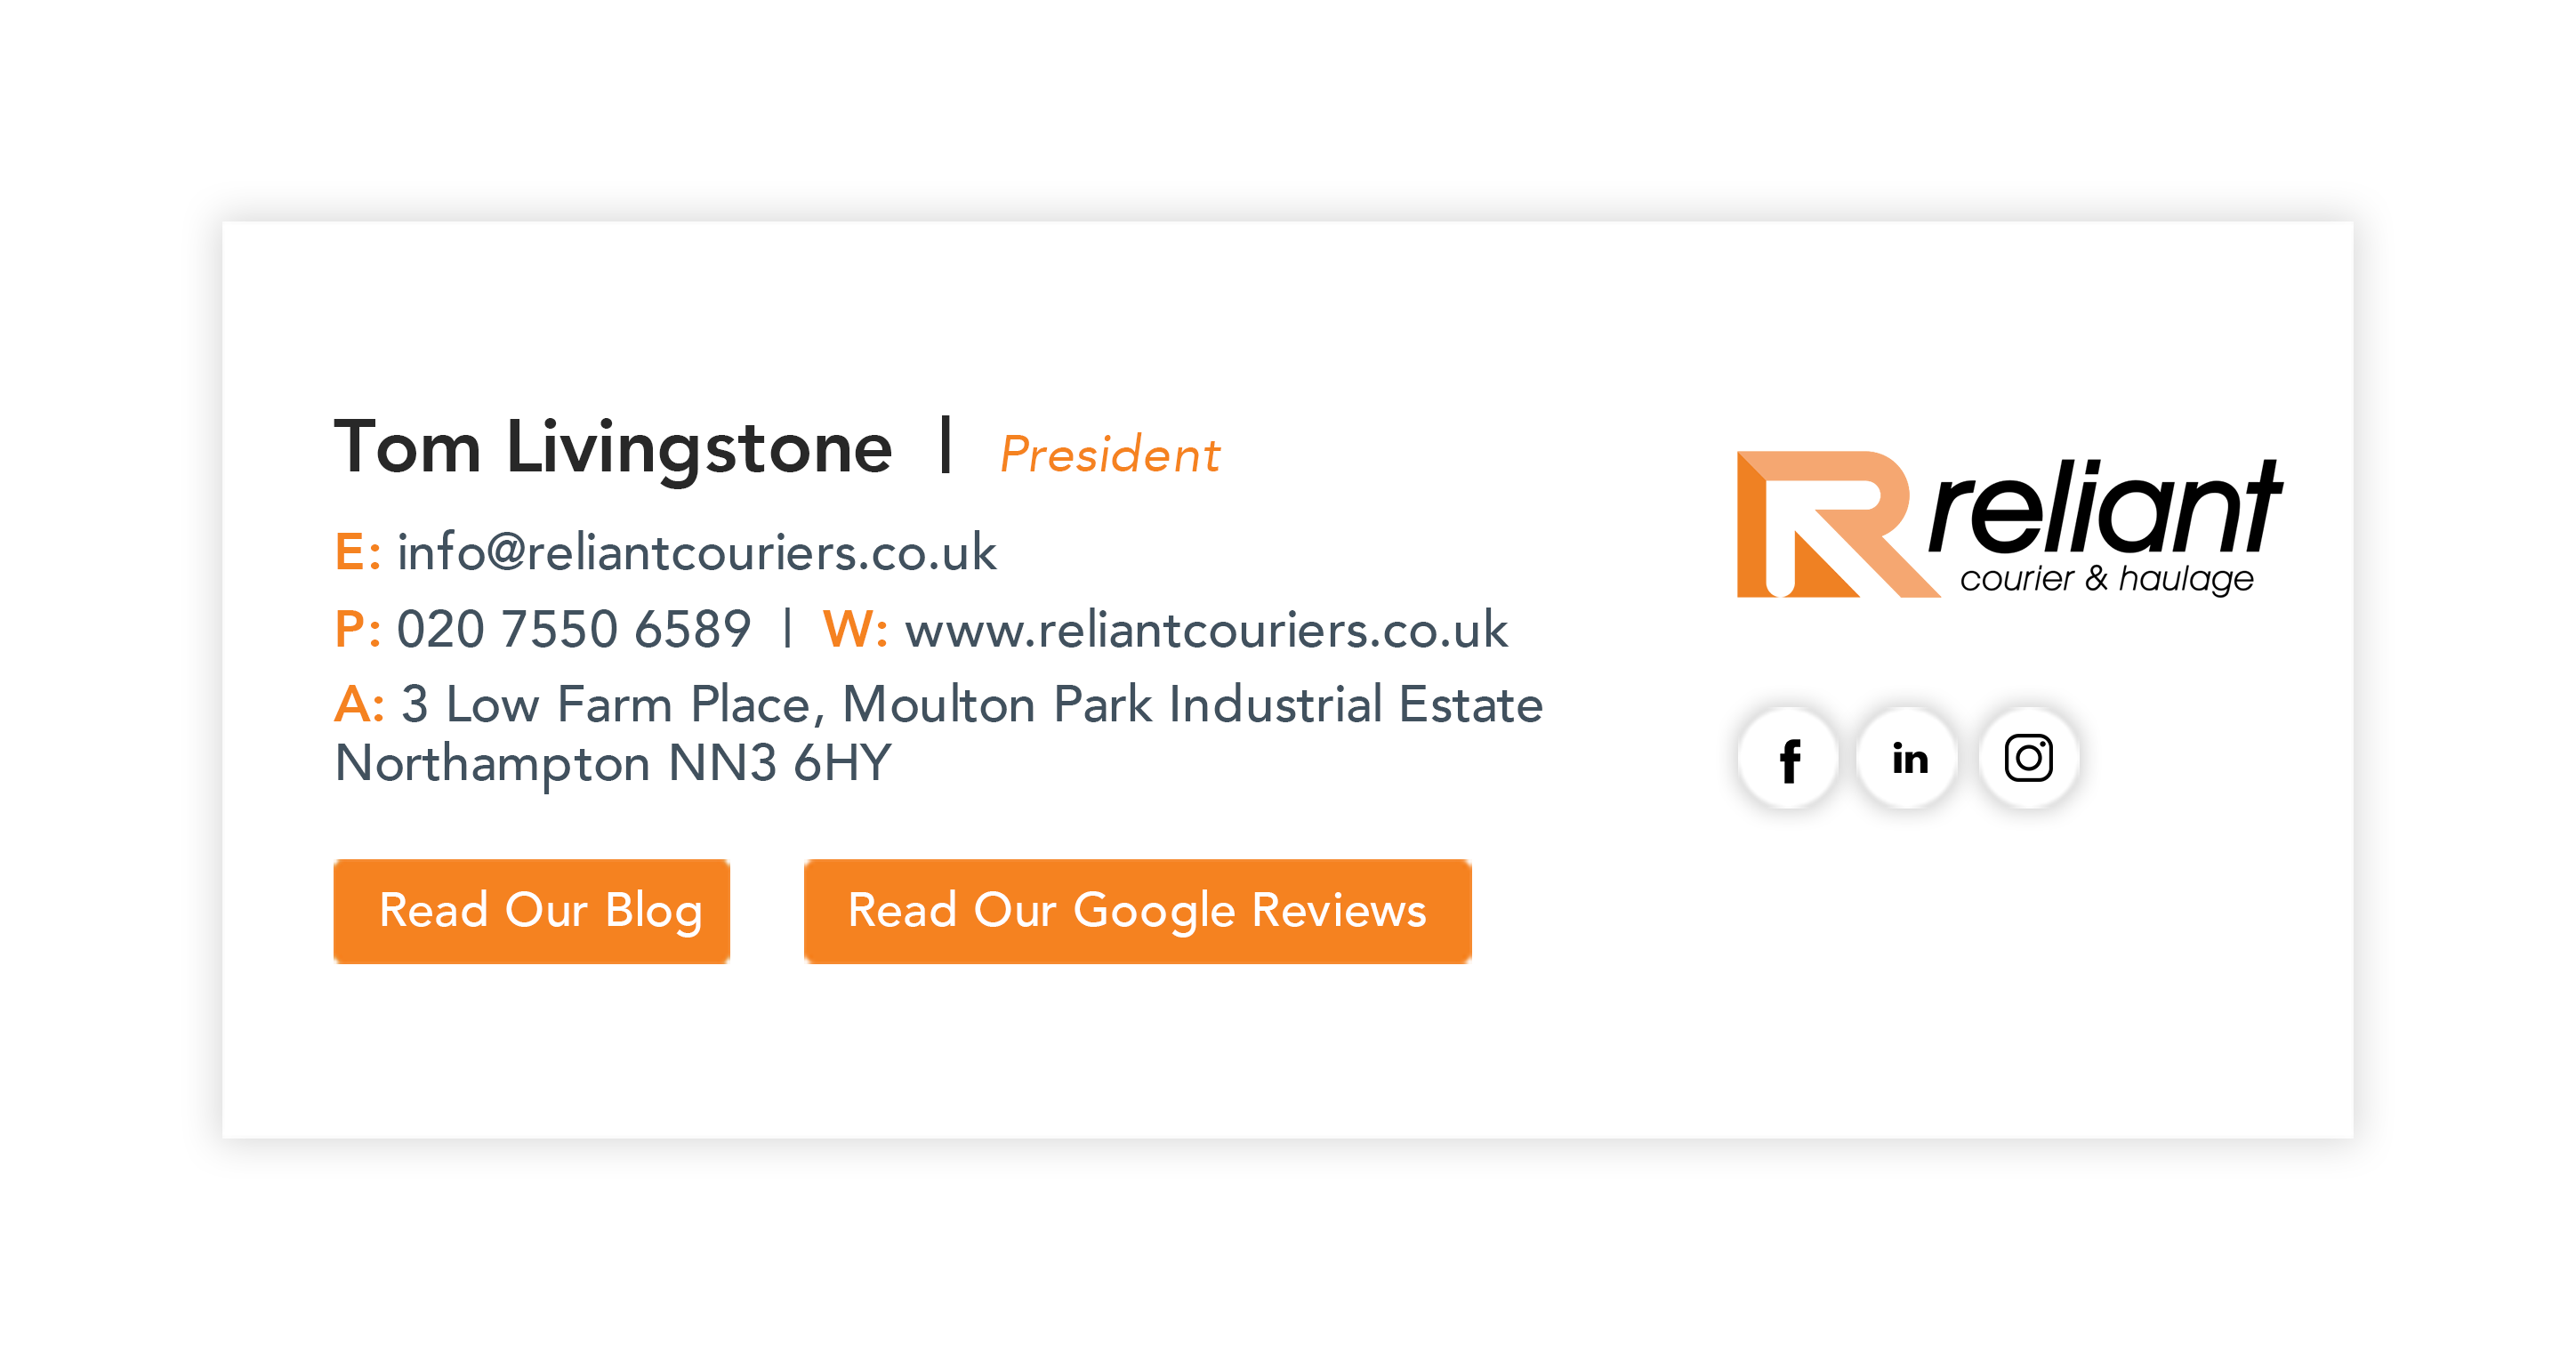 Tom Livingstone | President
E: info@reliantcouriers.co.uk
P: 020 7550 6589 | W: www.reliantcouriers.co.uk
A: 3 Low Farm Place, Moulton Park Industrial Estate
Northampton NN3 6HY
Read Our Blog
Read Our Google Reviews
reliant
courier & haulage
f
in